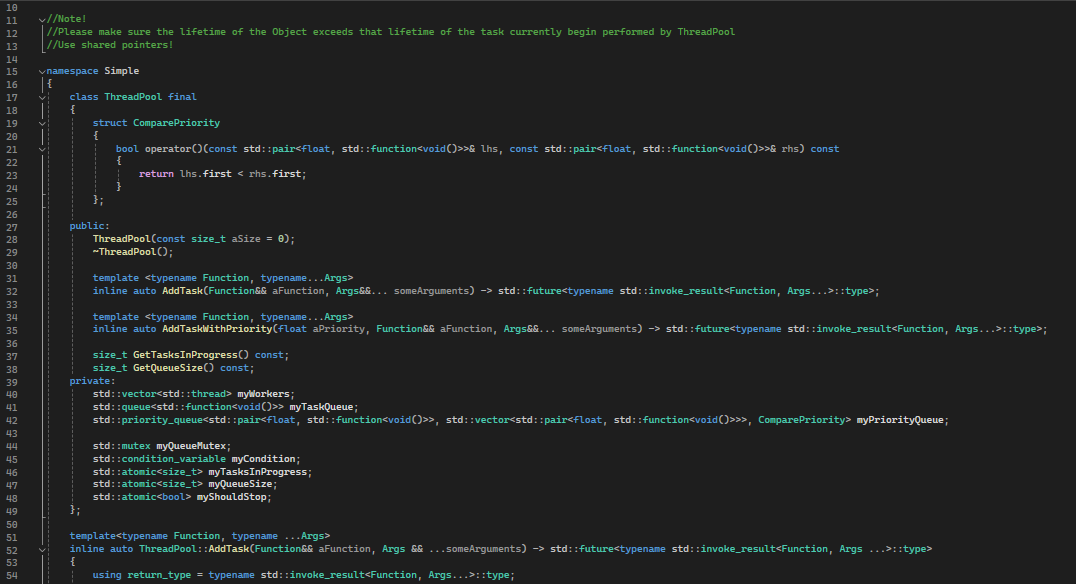 10
11 //Note!
12 //Please make sure the lifetime of the Object exceeds that lifetime of the task currently begin performed by ThreadPool
13 //Use shared pointers!
14
15 namespace Simple
16 {
17 class ThreadPool final
18 {
19 struct ComparePriority
20 {
21 bool operator()(const std::pair<float, std::function<void()>>& lhs, const std::pair<float, std::function<void()>>& rhs) const
22 {
23 return lhs.first < rhs.first;
24 }
25 };
26
27 public:
28 ThreadPool(const size_t aSize = 0);
29 ~ThreadPool();
30
31 template <typename Function, typename...Args>
32 inline auto AddTask(Function&& aFunction, Args&&... someArguments) -> std::future<typename std::invoke_result<Function, Args...>::type>;
33
34 template <typename Function, typename...Args>
35 inline auto AddTaskWithPriority(float aPriority, Function&& aFunction, Args&&... someArguments) -> std::future<typename std::invoke_result<Function, Args...>::type>;
36
37 size_t GetTasksInProgress() const;
38 size_t GetQueueSize() const;
39 private:
40 std::vector<std::thread> myWorkers;
41 std::queue<std::function<void()>> myTaskQueue;
42 std::priority_queue<std::pair<float, std::function<void()>>, std::vector<std::pair<float, std::function<void()>>>, ComparePriority> myPriorityQueue;
43
44 std::mutex myQueueMutex;
45 std::condition_variable myCondition;
46 std::atomic<size_t> myTasksInProgress;
47 std::atomic<size_t> myQueueSize;
48 std::atomic<bool> myShouldStop;
49 };
50
51 template<typename Function, typename ...Args>
52 inline auto ThreadPool::AddTask(Function&& aFunction, Args && ...someArguments) -> std::future<typename std::invoke_result<Function, Args ...>::type>
53 {
54 using return_type = typename std::invoke_result<Function, Args...>::type;